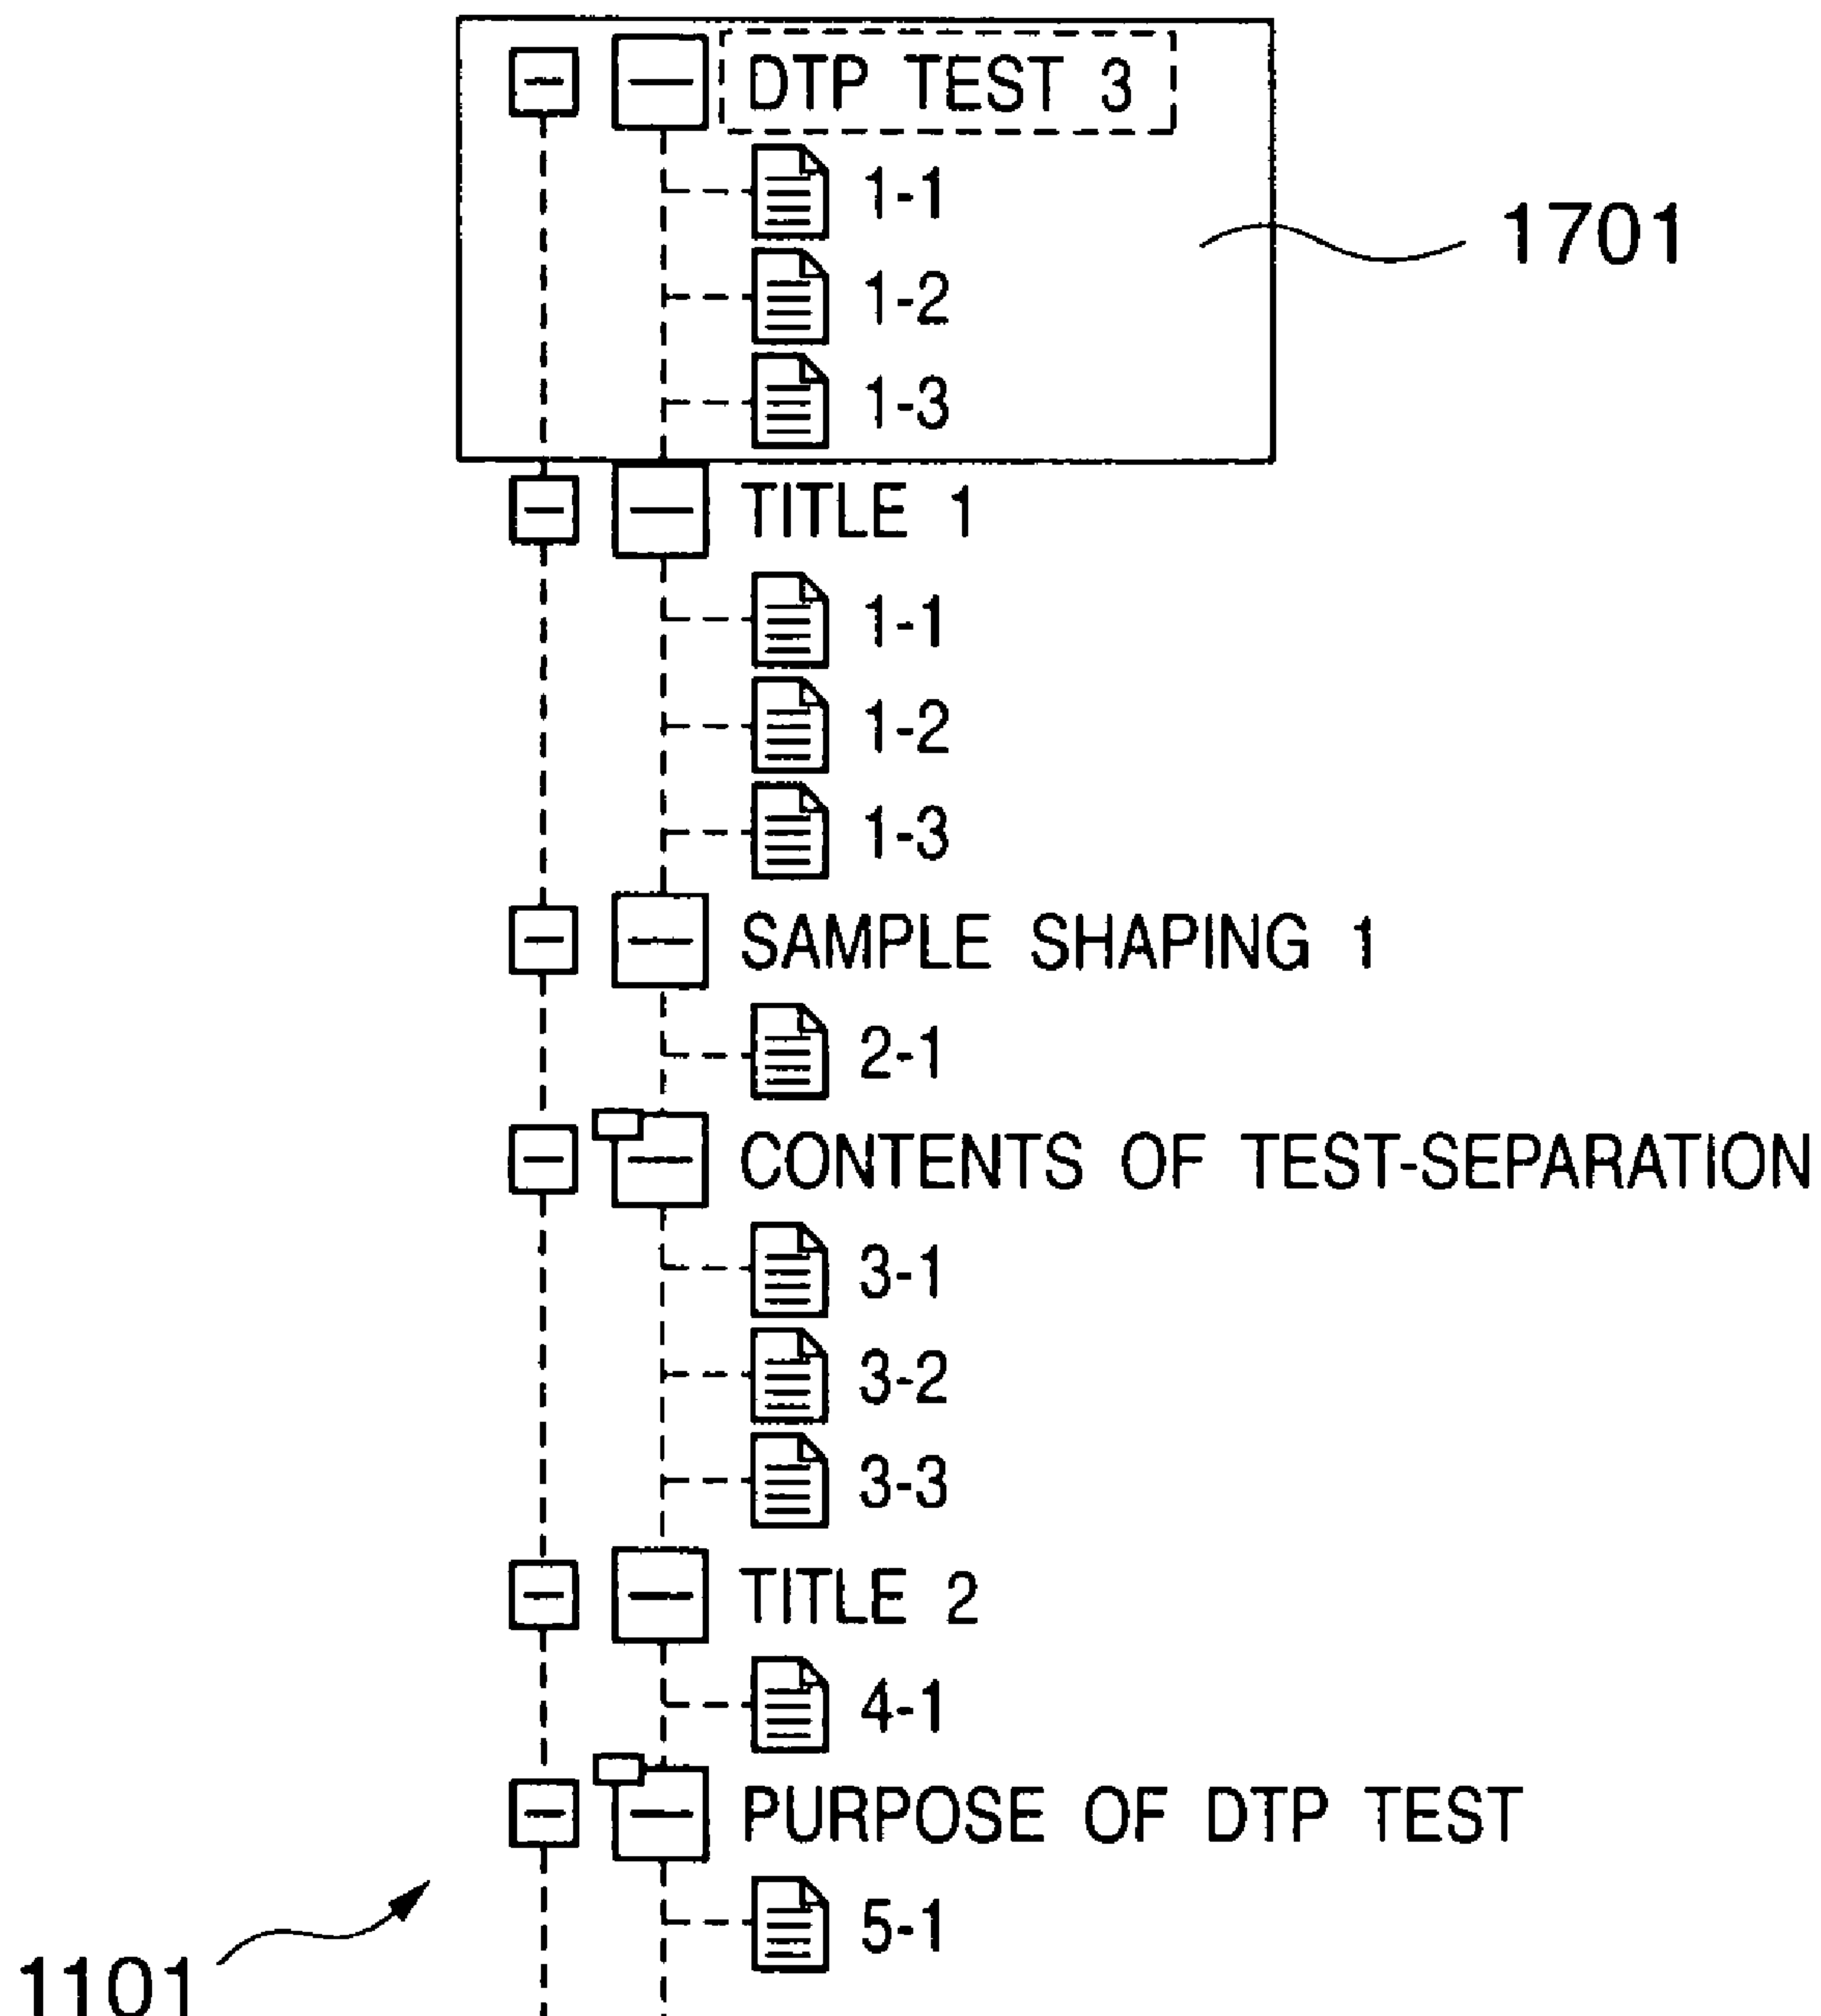 DTP TEST 3
1-1
1701
1-2
1-3
TITLE 1
1-1
1-2
1-3
SAMPLE SHAPING 1
2-1
CONTENTS OF TEST-SEPARATION
3-1
3-2
3-3
TITLE 2
4-1
PURPOSE OF DTP TEST
5-1
1101